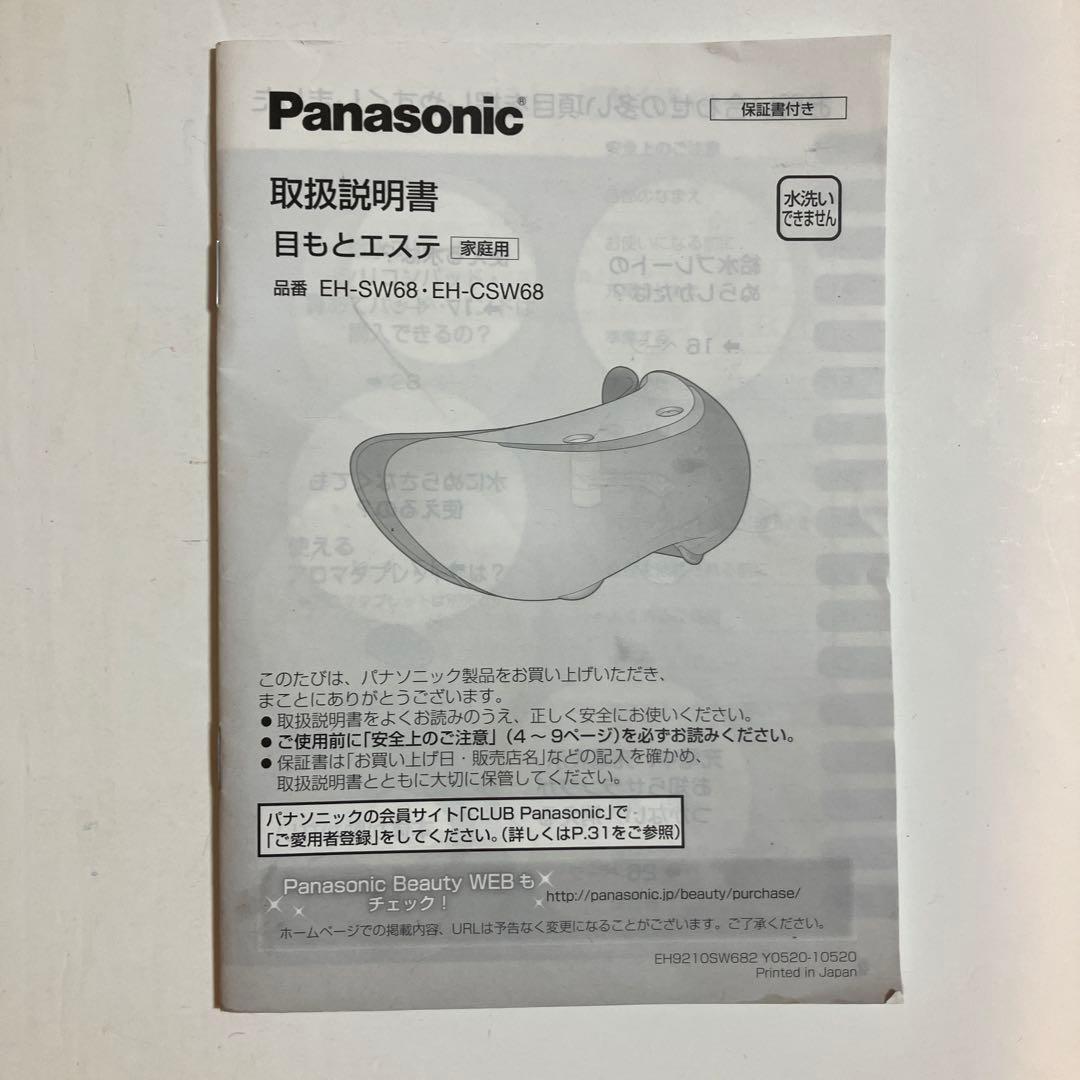 Panasonic®
保証書付き
取扱説明書
水洗い
できません
目もとエステ 家庭用
品番 EH-SW68・EH-CSW68
このたびは、パナソニック製品をお買い上げいただき、
まことにありがとうございます。
● 取扱説明書をよくお読みのうえ、正しく安全にお使いください。
● ご使用前に「安全上のご注意」(4~9ページ)を必ずお読みください。
● 保証書は「お買い上げ日・販売店名」などの記入を確かめ、
取扱説明書とともに大切に保管してください。
パナソニックの会員サイト「CLUB Panasonic」で
「ご愛用者登録」をしてください。(詳しくはP.31をご参照)
Panasonic Beauty WEBも
チェック!
http://panasonic.jp/beauty/purchase/
ホームページでの掲載内容、URLは予告なく変更になることがございます。ご了承ください。
EH9210SW682 Y0520-10520
Printed in Japan